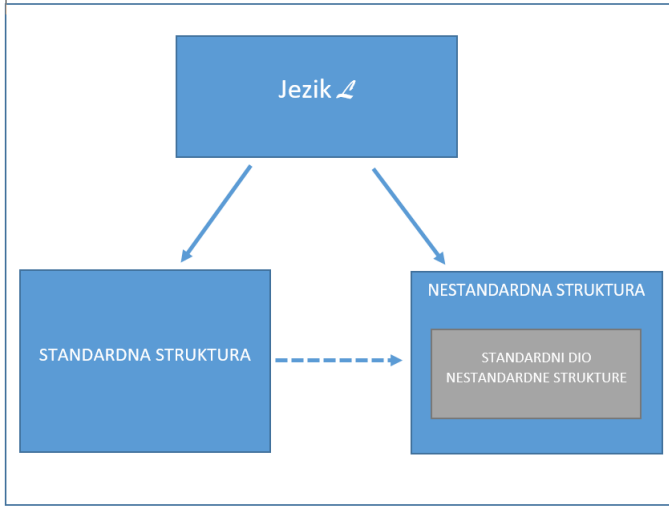 Jezik ℒ
STANDARDNA STRUKTURA
NESTANDARDNA STRUKTURA
STANDARDNI DIO
NESTANDARDNE STRUKTURE